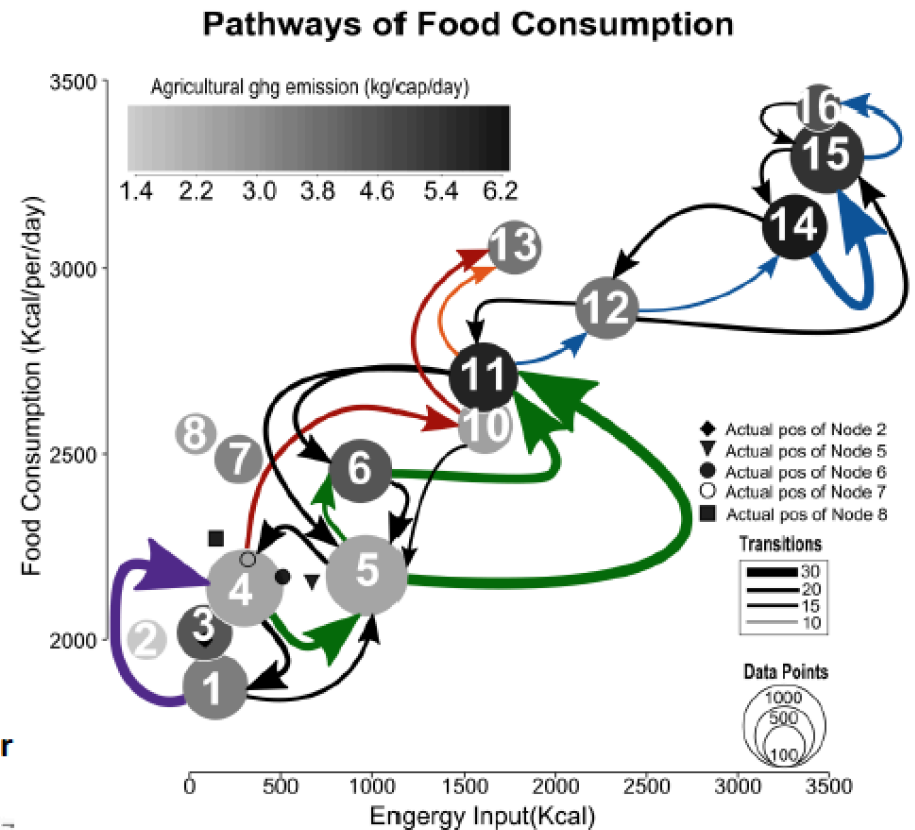 Pathways of Food Consumption
Agricultural ghg emission (kg/cap/day)
1.4 2.2 3.0 3.8 4.6 5.4 6.2
Food Consumption (Kcal/per/day)
3500
3000
2500
2000
16
15
14
13
12
11
10
8
7
6
5
4
3
2
1
Actual pos of Node 2
Actual pos of Node 5
Actual pos of Node 6
Actual pos of Node 7
Actual pos of Node 8
Transitions
30
20
15
10
Data Points
1000
500
100
r
0 500 1000 1500 2000 2500 3000 3500
Engergy Input(Kcal)